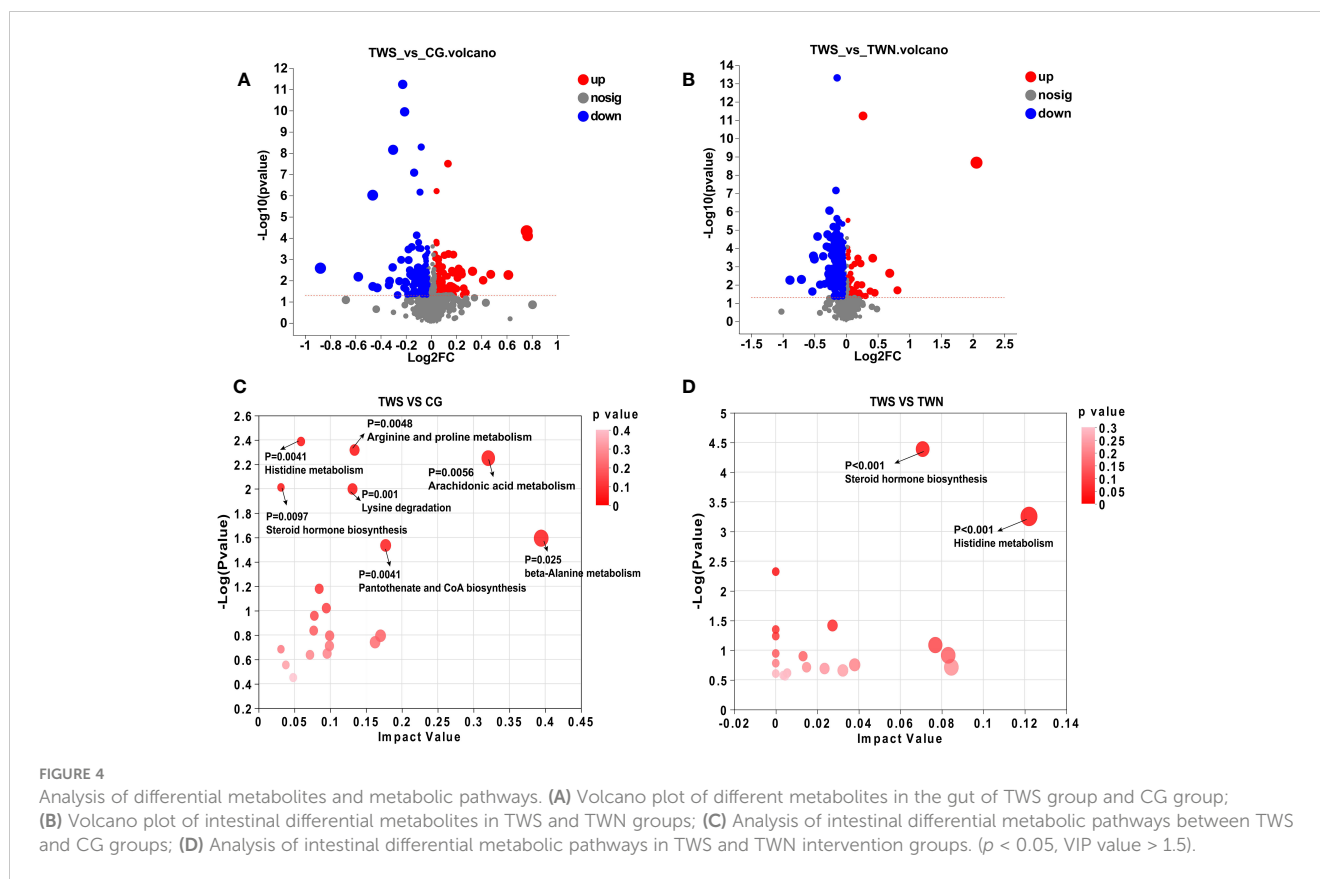 TWS_vs_CG.volcano
A
-Log10(pvalue)
12
11
10
9
8
7
6
5
4
3
2
1
0
-1 -0.8 -0.6 -0.4 -0.2 0 0.2 0.4 0.6 0.8 1
Log2FC
up
nosig
down
TWS_vs_TWN.volcano
B
-Log10(pvalue)
14
13
12
11
10
9
8
7
6
5
4
3
2
1
0
-1.5 -1 -0.5 0 0.5 1 1.5 2 2.5
Log2FC
up
nosig
down
C
TWS VS CG
-Log(Pvalue)
2.6
2.4
2.2
2
1.8
1.6
1.4
1.2
1
0.8
0.6
0.4
0.2
0 0.05 0.1 0.15 0.2 0.25 0.3 0.35 0.4 0.45
Impact Value
P=0.0048
Arginine and proline metabolism
P=0.0041
Histidine metabolism
P=0.0056
Arachidonic acid metabolism
P=0.001
Lysine degradation
P=0.0097
Steroid hormone biosynthesis
P=0.025
beta-Alanine metabolism
P=0.0041
Pantothenate and CoA biosynthesis
p value
0.4
0.3
0.2
0.1
0
D
TWS VS TWN
-Log(Pvalue)
5
4.5
4
3.5
3
2.5
2
1.5
1
0.5
0
-0.02 0 0.02 0.04 0.06 0.08 0.1 0.12 0.14
Impact Value
P<0.001
Steroid hormone biosynthesis
P<0.001
Histidine metabolism
p value
0.3
0.25
0.2
0.15
0.1
0.05
0
FIGURE 4
Analysis of differential metabolites and metabolic pathways. (A) Volcano plot of different metabolites in the gut of TWS group and CG group;
(B) Volcano plot of intestinal differential metabolites in TWS and TWN groups; (C) Analysis of intestinal differential metabolic pathways between TWS
and CG groups; (D) Analysis of intestinal differential metabolic pathways in TWS and TWN intervention groups. (p < 0.05, VIP value > 1.5).